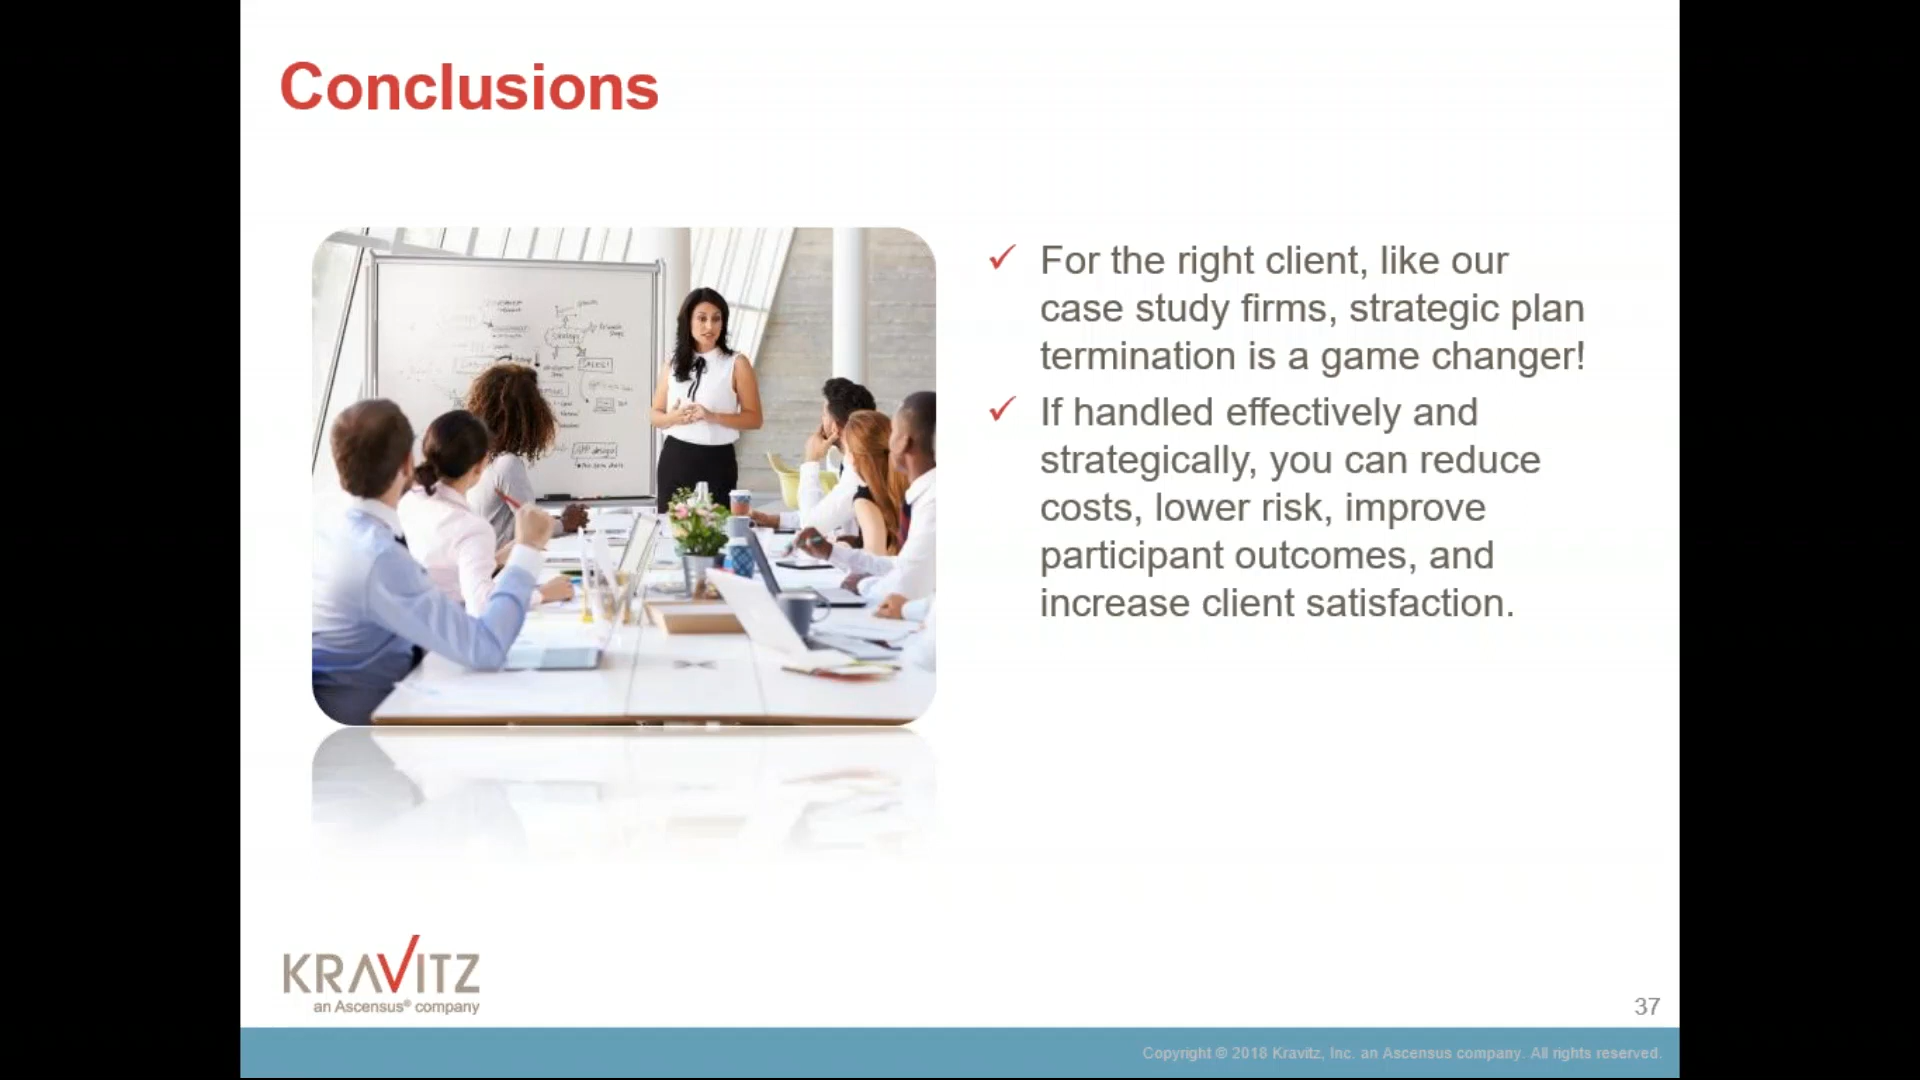 Conclusions
For the right client, like our
case study firms, strategic plan
termination is a game changer!
If handled effectively and
strategically, you can reduce
costs, lower risk, improve
participant outcomes, and
increase client satisfaction.
KRAVITZ
an Ascensus® company
37
Copyright © 2018 Kravitz, Inc. an Ascensus company. All rights reserved.